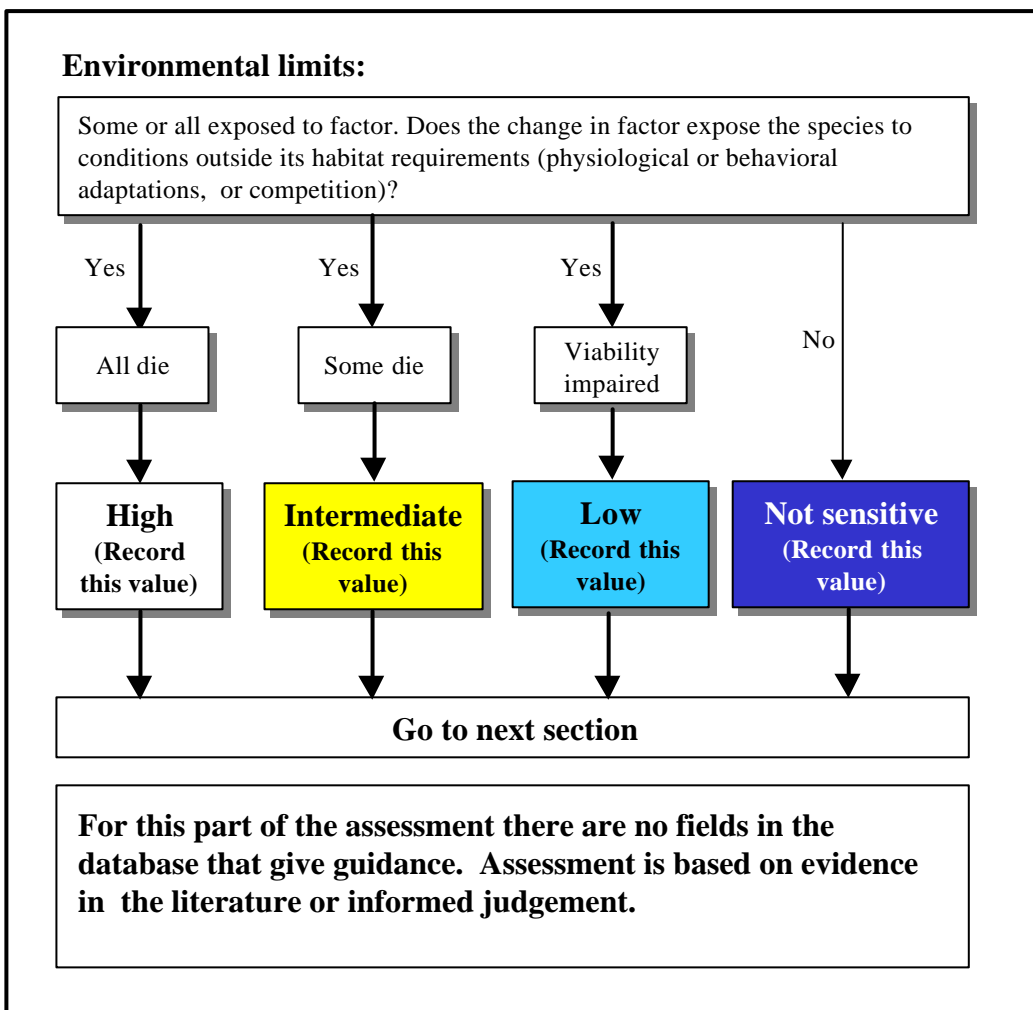 Environmental limits:
Some or all exposed to factor. Does the change in factor expose the species to
conditions outside its habitat requirements (physiological or behavioral
adaptations, or competition)?
Yes
Yes
Yes
No
All die
Some die
Viability
impaired
High
(Record
this value)
Intermediate
(Record this
value)
Low
(Record this
value)
Not sensitive
(Record this
value)
Go to next section
For this part of the assessment there are no fields in the
database that give guidance. Assessment is based on evidence
in the literature or informed judgement.